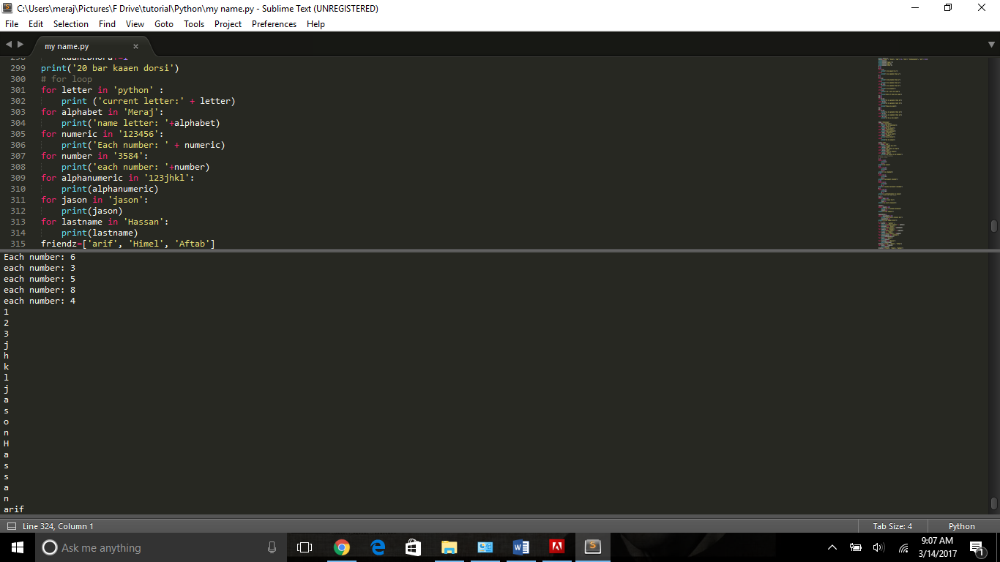 C:\Users\meraj\Pictures\F Drive\tutorial\Python\my name.py - Sublime Text (UNREGISTERED)
File Edit Selection Find View Goto Tools Project Preferences Help
my name.py
299 print('20 bar kaaen dorsi')
300 # for loop
301 for letter in 'python' :
302 print ('current letter:' + letter)
303 for alphabet in 'Meraj':
304 print('name letter: '+alphabet)
305 for numeric in '123456':
306 print('Each number: ' + numeric)
307 for number in '3584':
308 print('each number: '+number)
309 for alphanumeric in '123jhkl':
310 print(alphanumeric)
311 for jason in 'jason':
312 print(jason)
313 for lastname in 'Hassan':
314 print(lastname)
315 friendz=['arif', 'Himel', 'Aftab']
Each number: 6
each number: 3
each number: 5
each number: 8
each number: 4
1
2
3
j
h
k
l
j
a
s
o
n
H
a
s
s
a
n
arif
Line 324, Column 1 Tab Size: 4 Python
Ask me anything
9:07 AM
3/14/2017
1